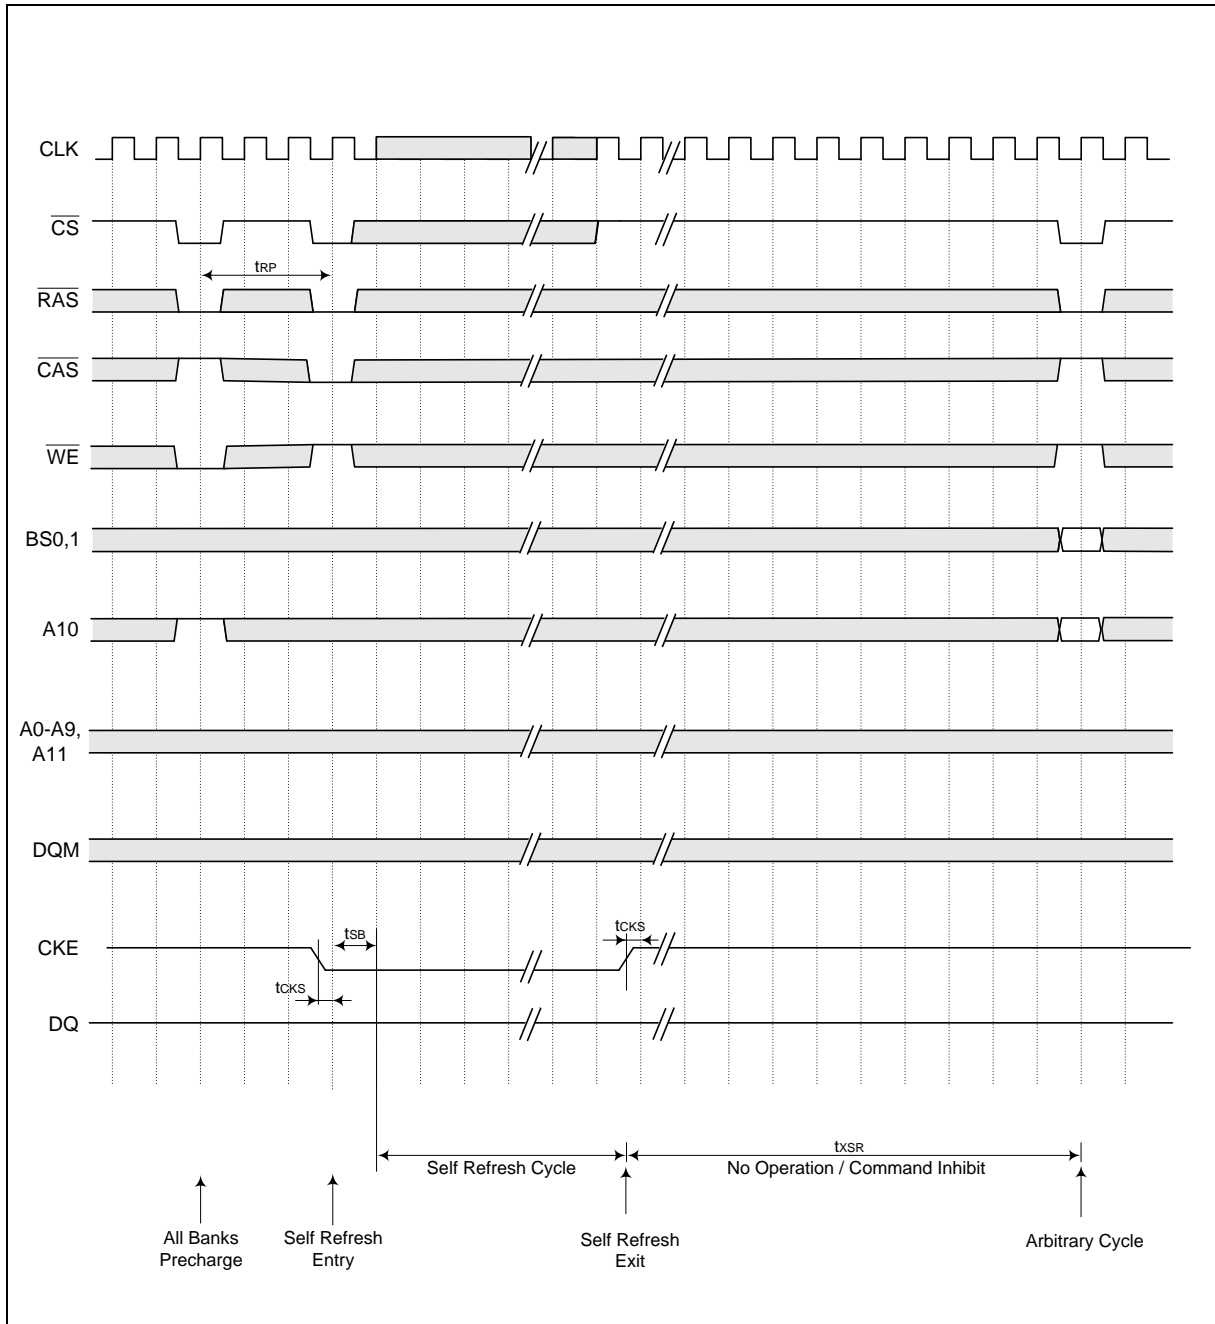 CLK
CS
tRP
RAS
CAS
WE
BS0,1
A10
A0-A9,
A11
DQM
tSB
tCKS
CKE
tCKS
DQ
tXSR
Self Refresh Cycle
No Operation / Command Inhibit
All Banks
Precharge
Self Refresh
Entry
Self Refresh
Exit
Arbitrary Cycle